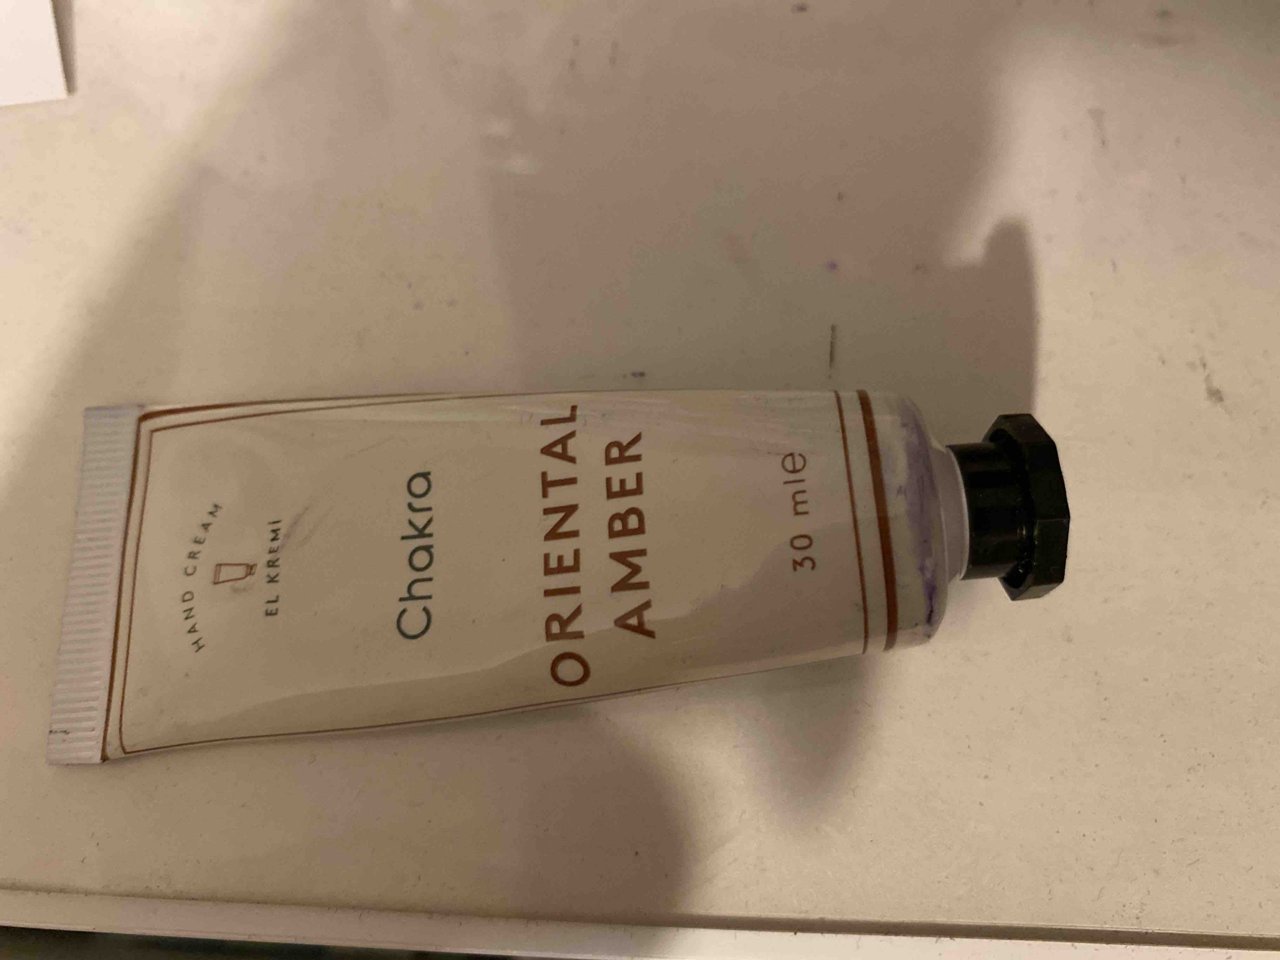 HAND CREAM
EL KREMI
Chakra
ORIENTAL
AMBER
30 mle